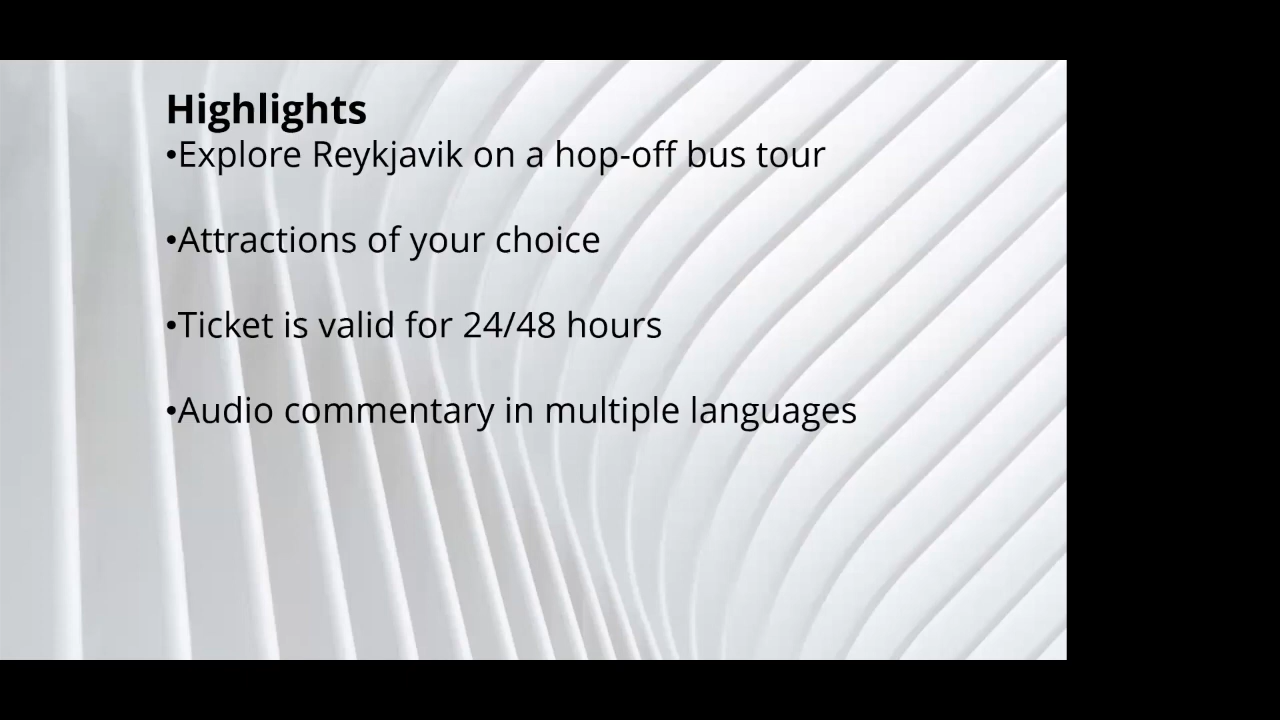 Highlights
•Explore Reykjavik on a hop-off bus tour
•Attractions of your choice
•Ticket is valid for 24/48 hours
•Audio commentary in multiple languages